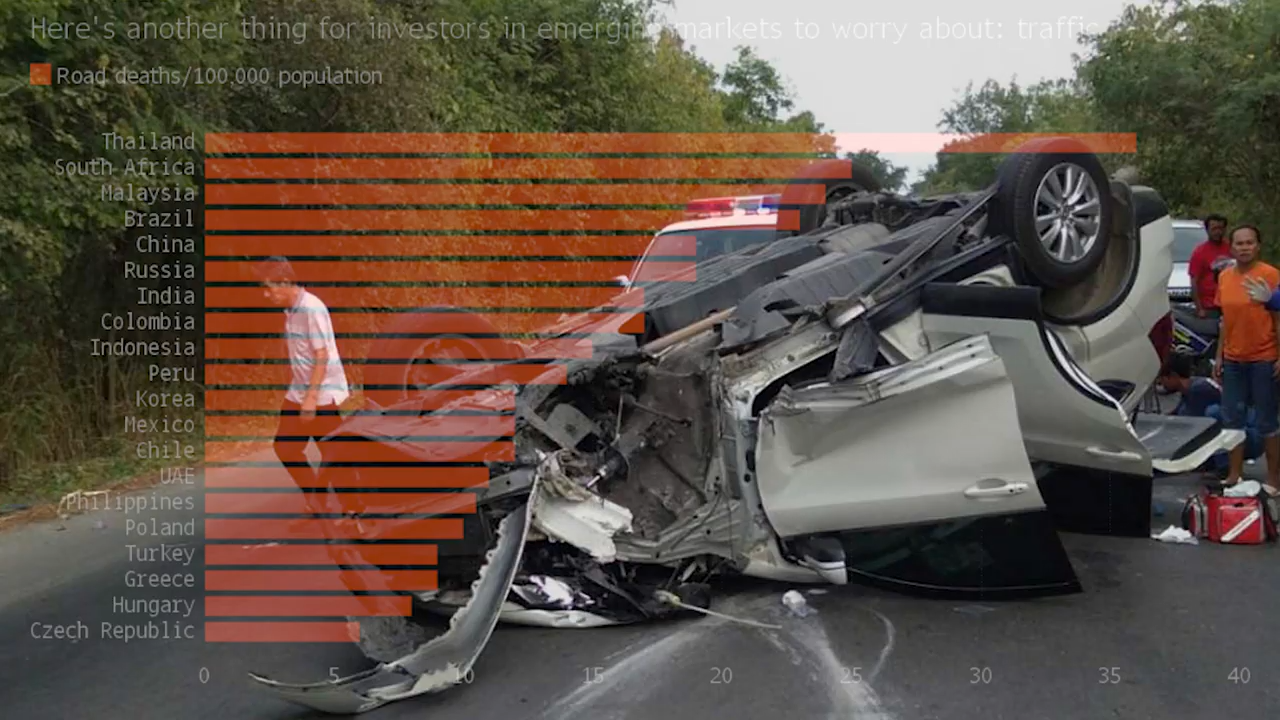 Here's another thing for investors in emerging markets to worry about: traffic
Road deaths/100,000 population
Thailand
South Africa
Malaysia
Brazil
China
Russia
India
Colombia
Indonesia
Peru
Korea
Mexico
Chile
UAE
Philippines
Poland
Turkey
Greece
Hungary
Czech Republic
0 5 10 15 20 25 30 35 40